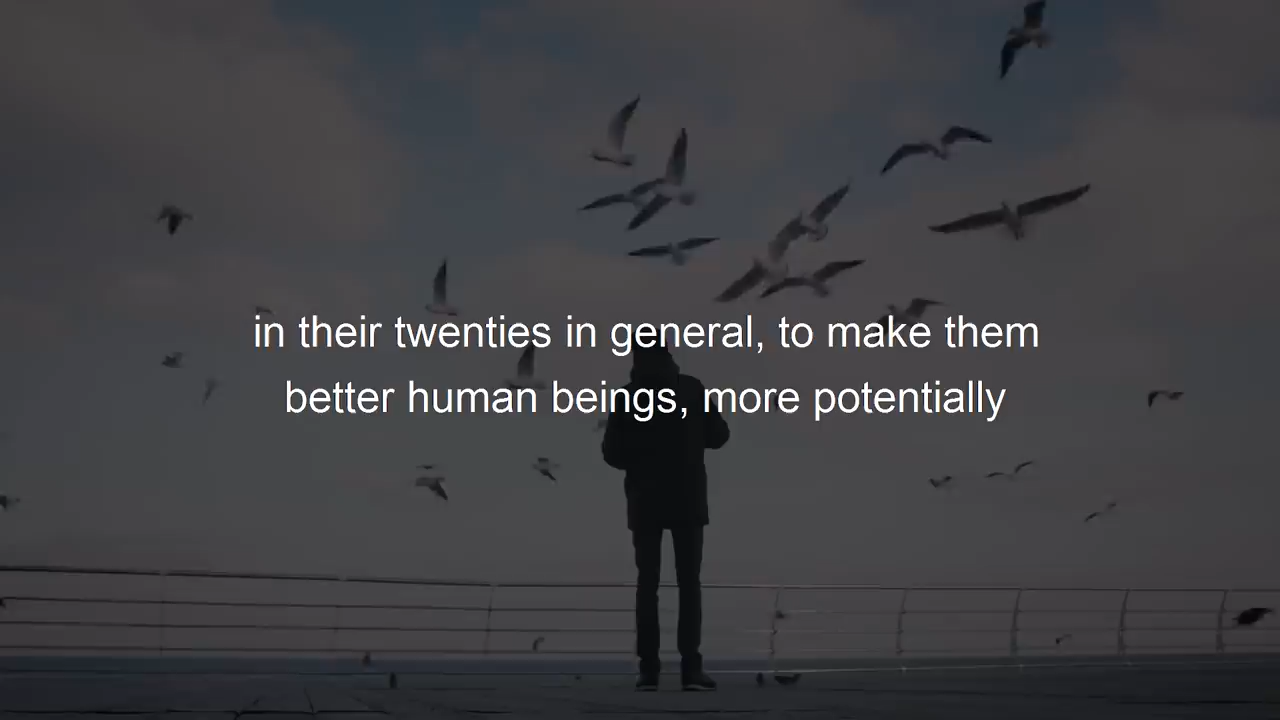 in their twenties in general, to make them
better human beings, more potentially